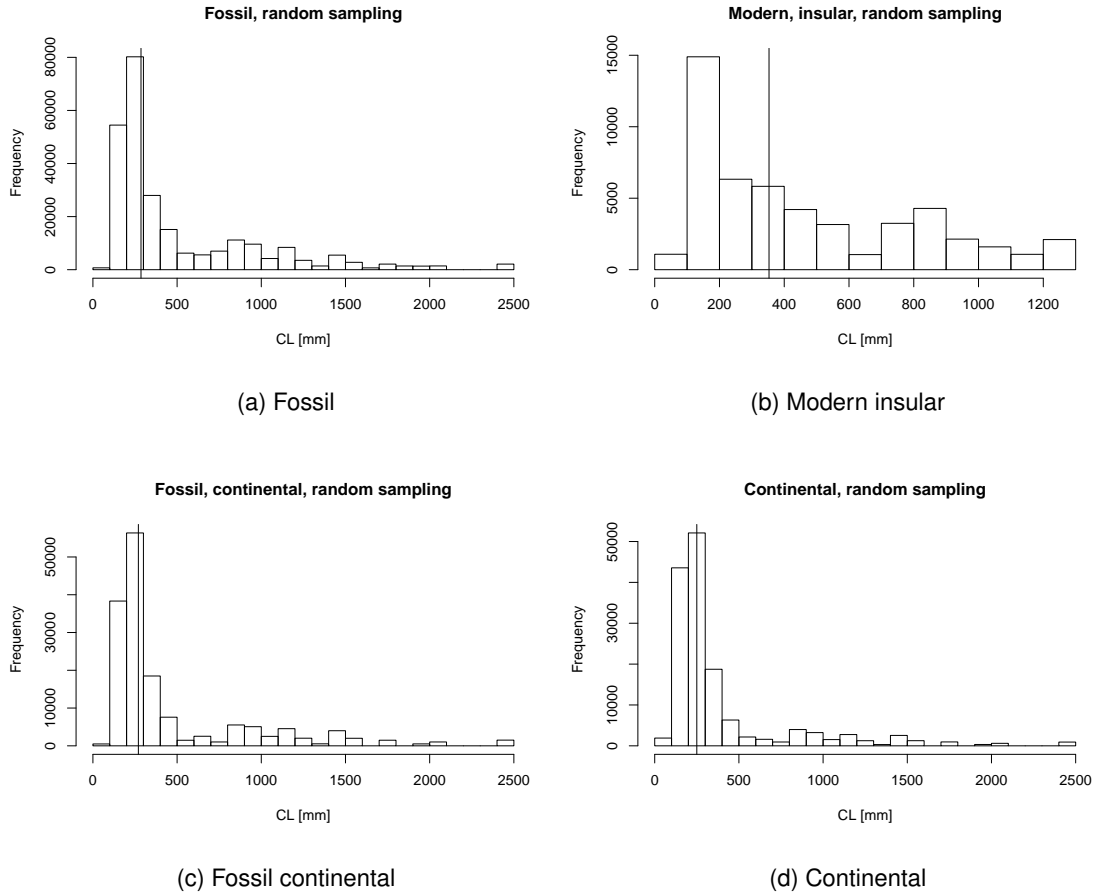 Fossil, random sampling
Frequency
80000
60000
40000
20000
0
0 500 1000 1500 2000 2500
CL [mm]
(a) Fossil
Modern, insular, random sampling
Frequency
15000
10000
5000
0
0 200 400 600 800 1000 1200
CL [mm]
(b) Modern insular
Fossil, continental, random sampling
Frequency
50000
30000
10000
0
0 500 1000 1500 2000 2500
CL [mm]
(c) Fossil continental
Continental, random sampling
Frequency
50000
30000
10000
0
0 500 1000 1500 2000 2500
CL [mm]
(d) Continental